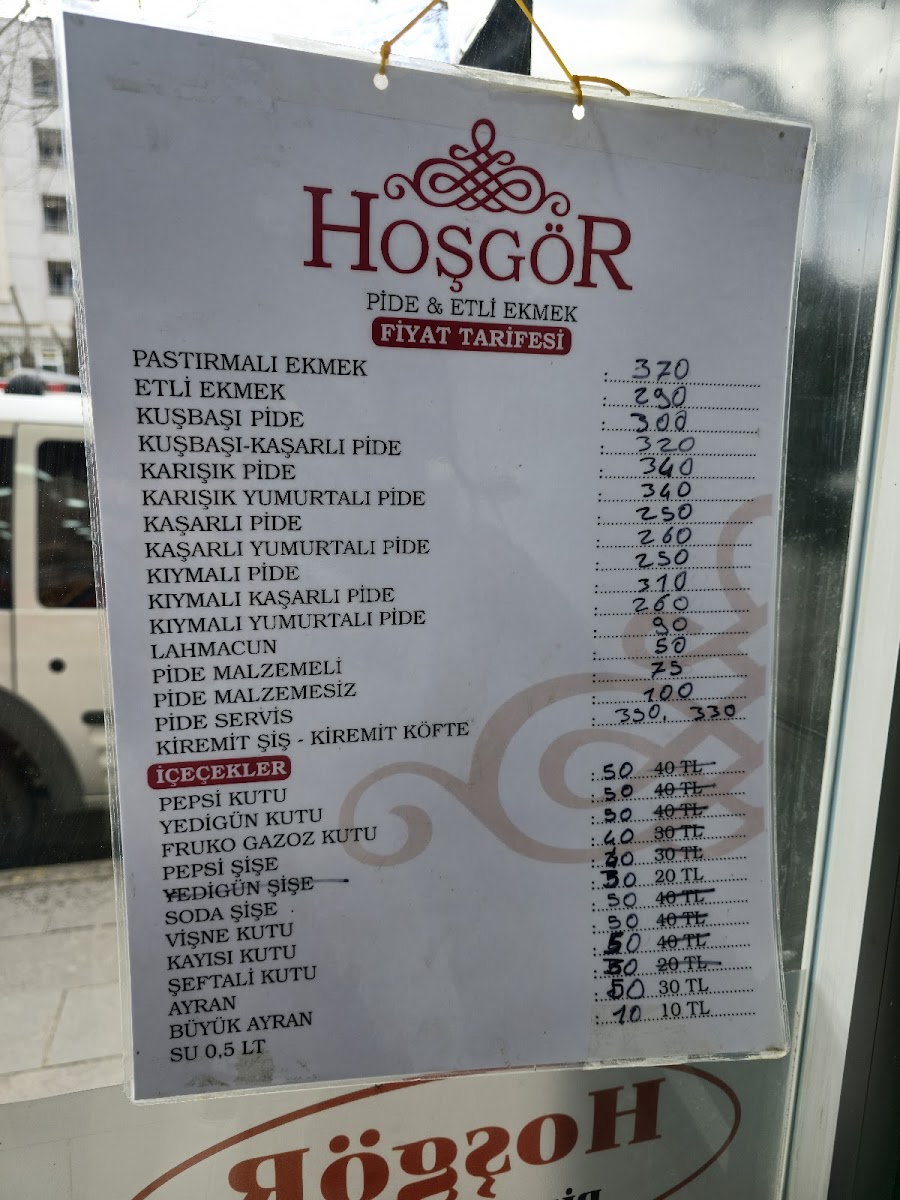 HOŞGÖR
PİDE & ETLİ EKMEK
FİYAT TARİFESİ
PASTIRMALI EKMEK : 370
ETLİ EKMEK : 290
KUŞBAŞI PİDE : 300
KUŞBAŞI-KAŞARLI PİDE : 320
KARIŞIK PİDE : 340
KARIŞIK YUMURTALI PİDE : 340
KAŞARLI PİDE : 250
KAŞARLI YUMURTALI PİDE : 260
KIYMALI PİDE : 250
KIYMALI KAŞARLI PİDE : 310
KIYMALI YUMURTALI PİDE : 260
LAHMACUN : 90
PİDE MALZEMELİ : 50
PİDE MALZEMESİZ : 75
PİDE SERVİS : 100
KİREMİT ŞİŞ - KİREMİT KÖFTE : 350, 330
İÇEÇEKLER
PEPSİ KUTU : 50 40 TL
YEDİGÜN KUTU : 50 40 TL
FRUKO GAZOZ KUTU : 50 40 TL
PEPSİ ŞİŞE : 40 30 TL
YEDİGÜN ŞİŞE : 30 TL
SODA ŞİŞE : 20 TL
VİŞNE KUTU : 50 40 TL
KAYISI KUTU : 50 40 TL
ŞEFTALİ KUTU : 50 40 TL
AYRAN : 20 TL
BÜYÜK AYRAN : 50 30 TL
SU 0,5 LT : 10 10 TL
HOŞGÖR